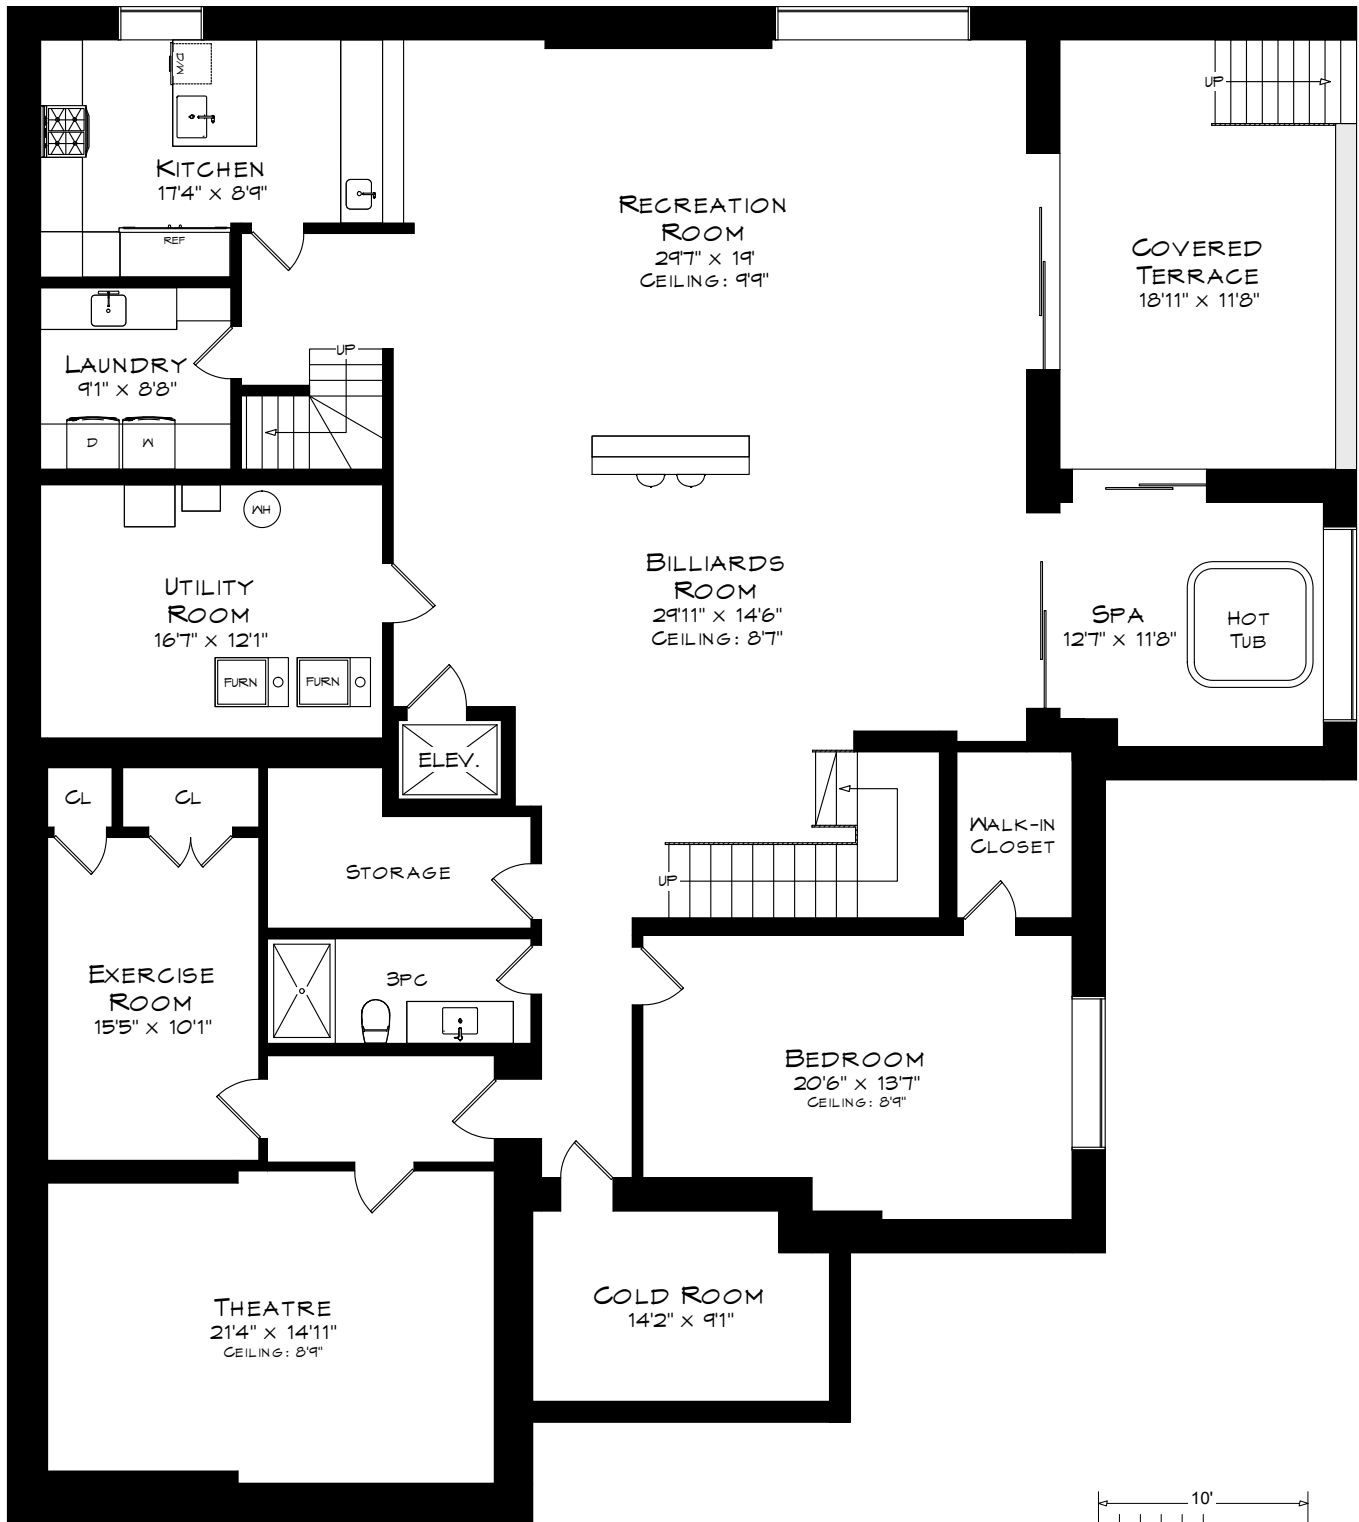 UP
D/W
KITCHEN
17'4" x 8'9"
REF
RECREATION
ROOM
29'7" x 19'
CEILING: 9'9"
COVERED
TERRACE
18'11" x 11'8"
LAUNDRY
9'1" x 8'8"
D
W
UP
WH
UTILITY
ROOM
16'7" x 12'1"
FURN
FURN
BILLIARDS
ROOM
29'11" x 14'6"
CEILING: 8'7"
SPA
12'7" x 11'8"
HOT
TUB
ELEV.
CL
CL
STORAGE
UP
WALK-IN
CLOSET
EXERCISE
ROOM
15'5" x 10'1"
3PC
BEDROOM
20'6" x 13'7"
CEILING: 8'9"
THEATRE
21'4" x 14'11"
CEILING: 8'9"
COLD ROOM
14'2" x 9'1"
10'